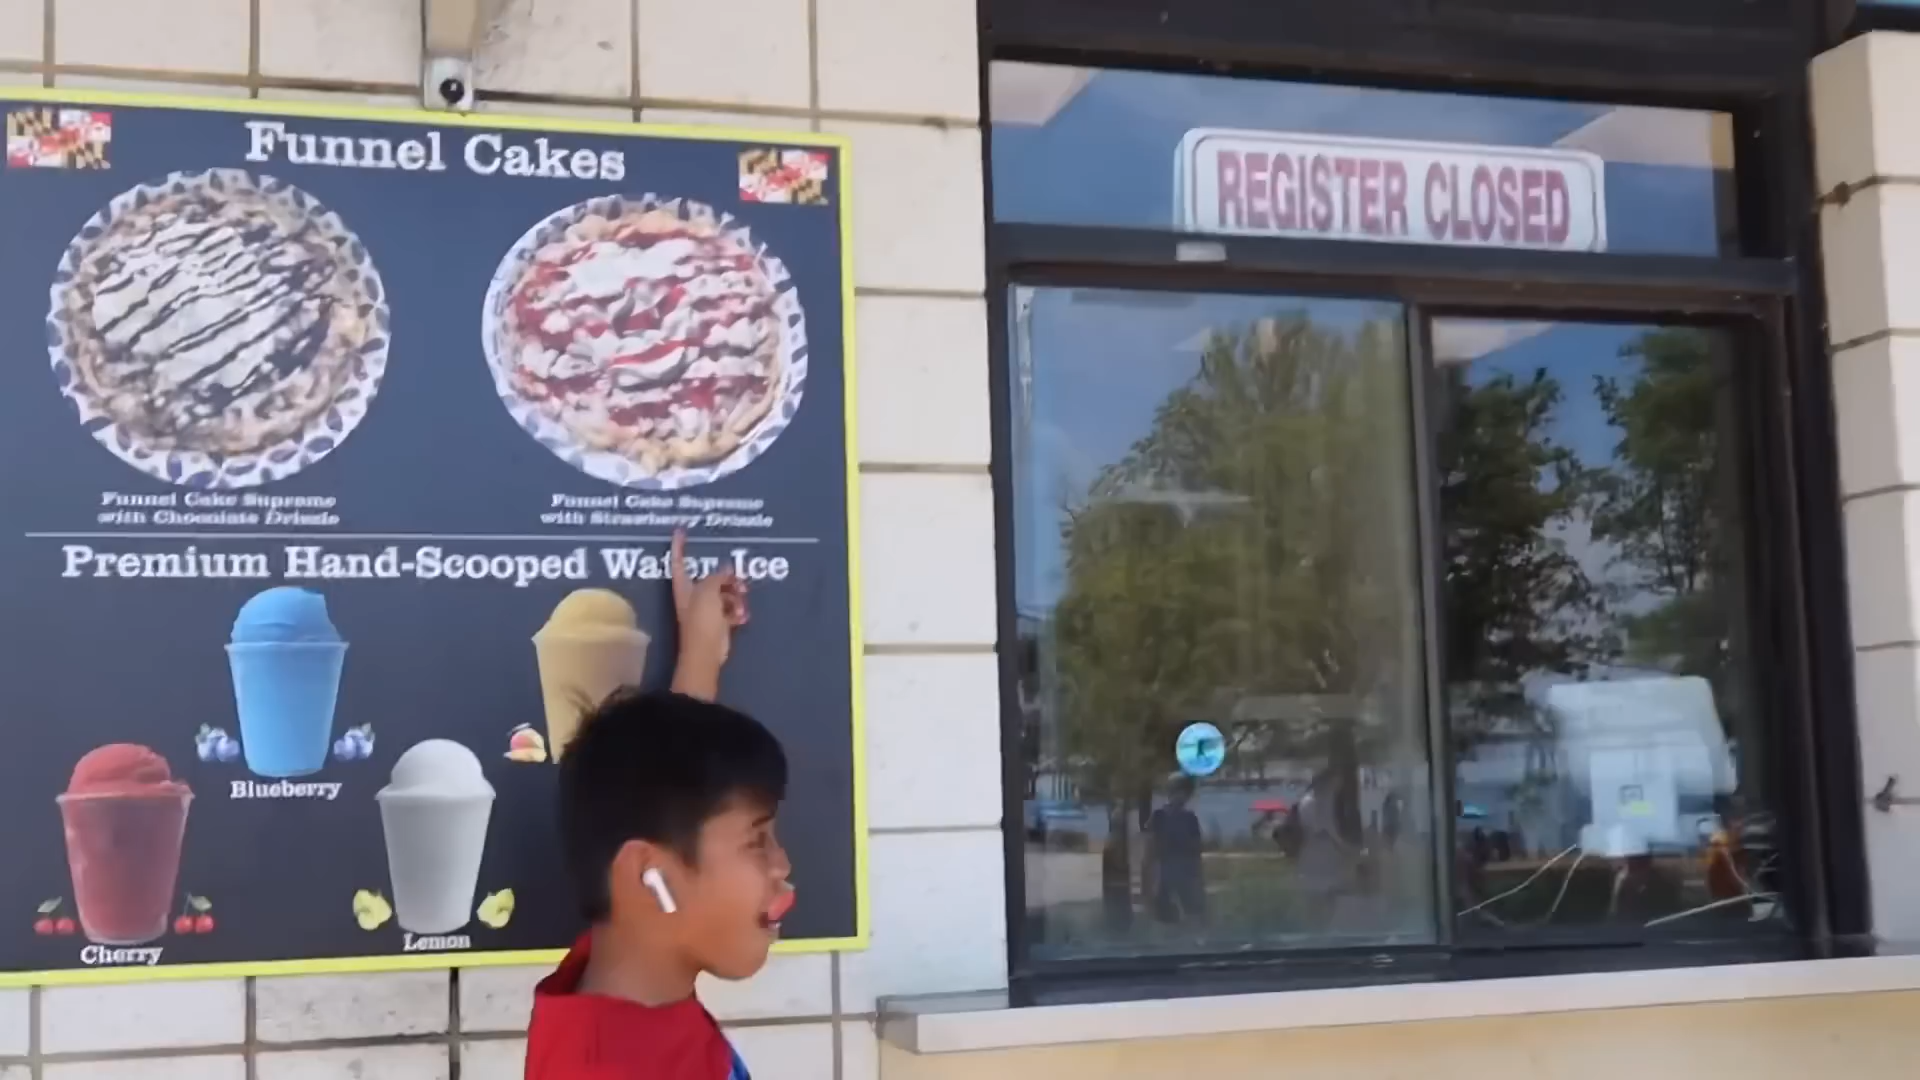 Funnel Cakes
REGISTER CLOSED
Funnel Cake Supreme
with Chocolate Drizzle
Funnel Cake Supreme
with Strawberry Drizzle
Premium Hand-Scooped Water Ice
Blueberry
Cherry
Lemon